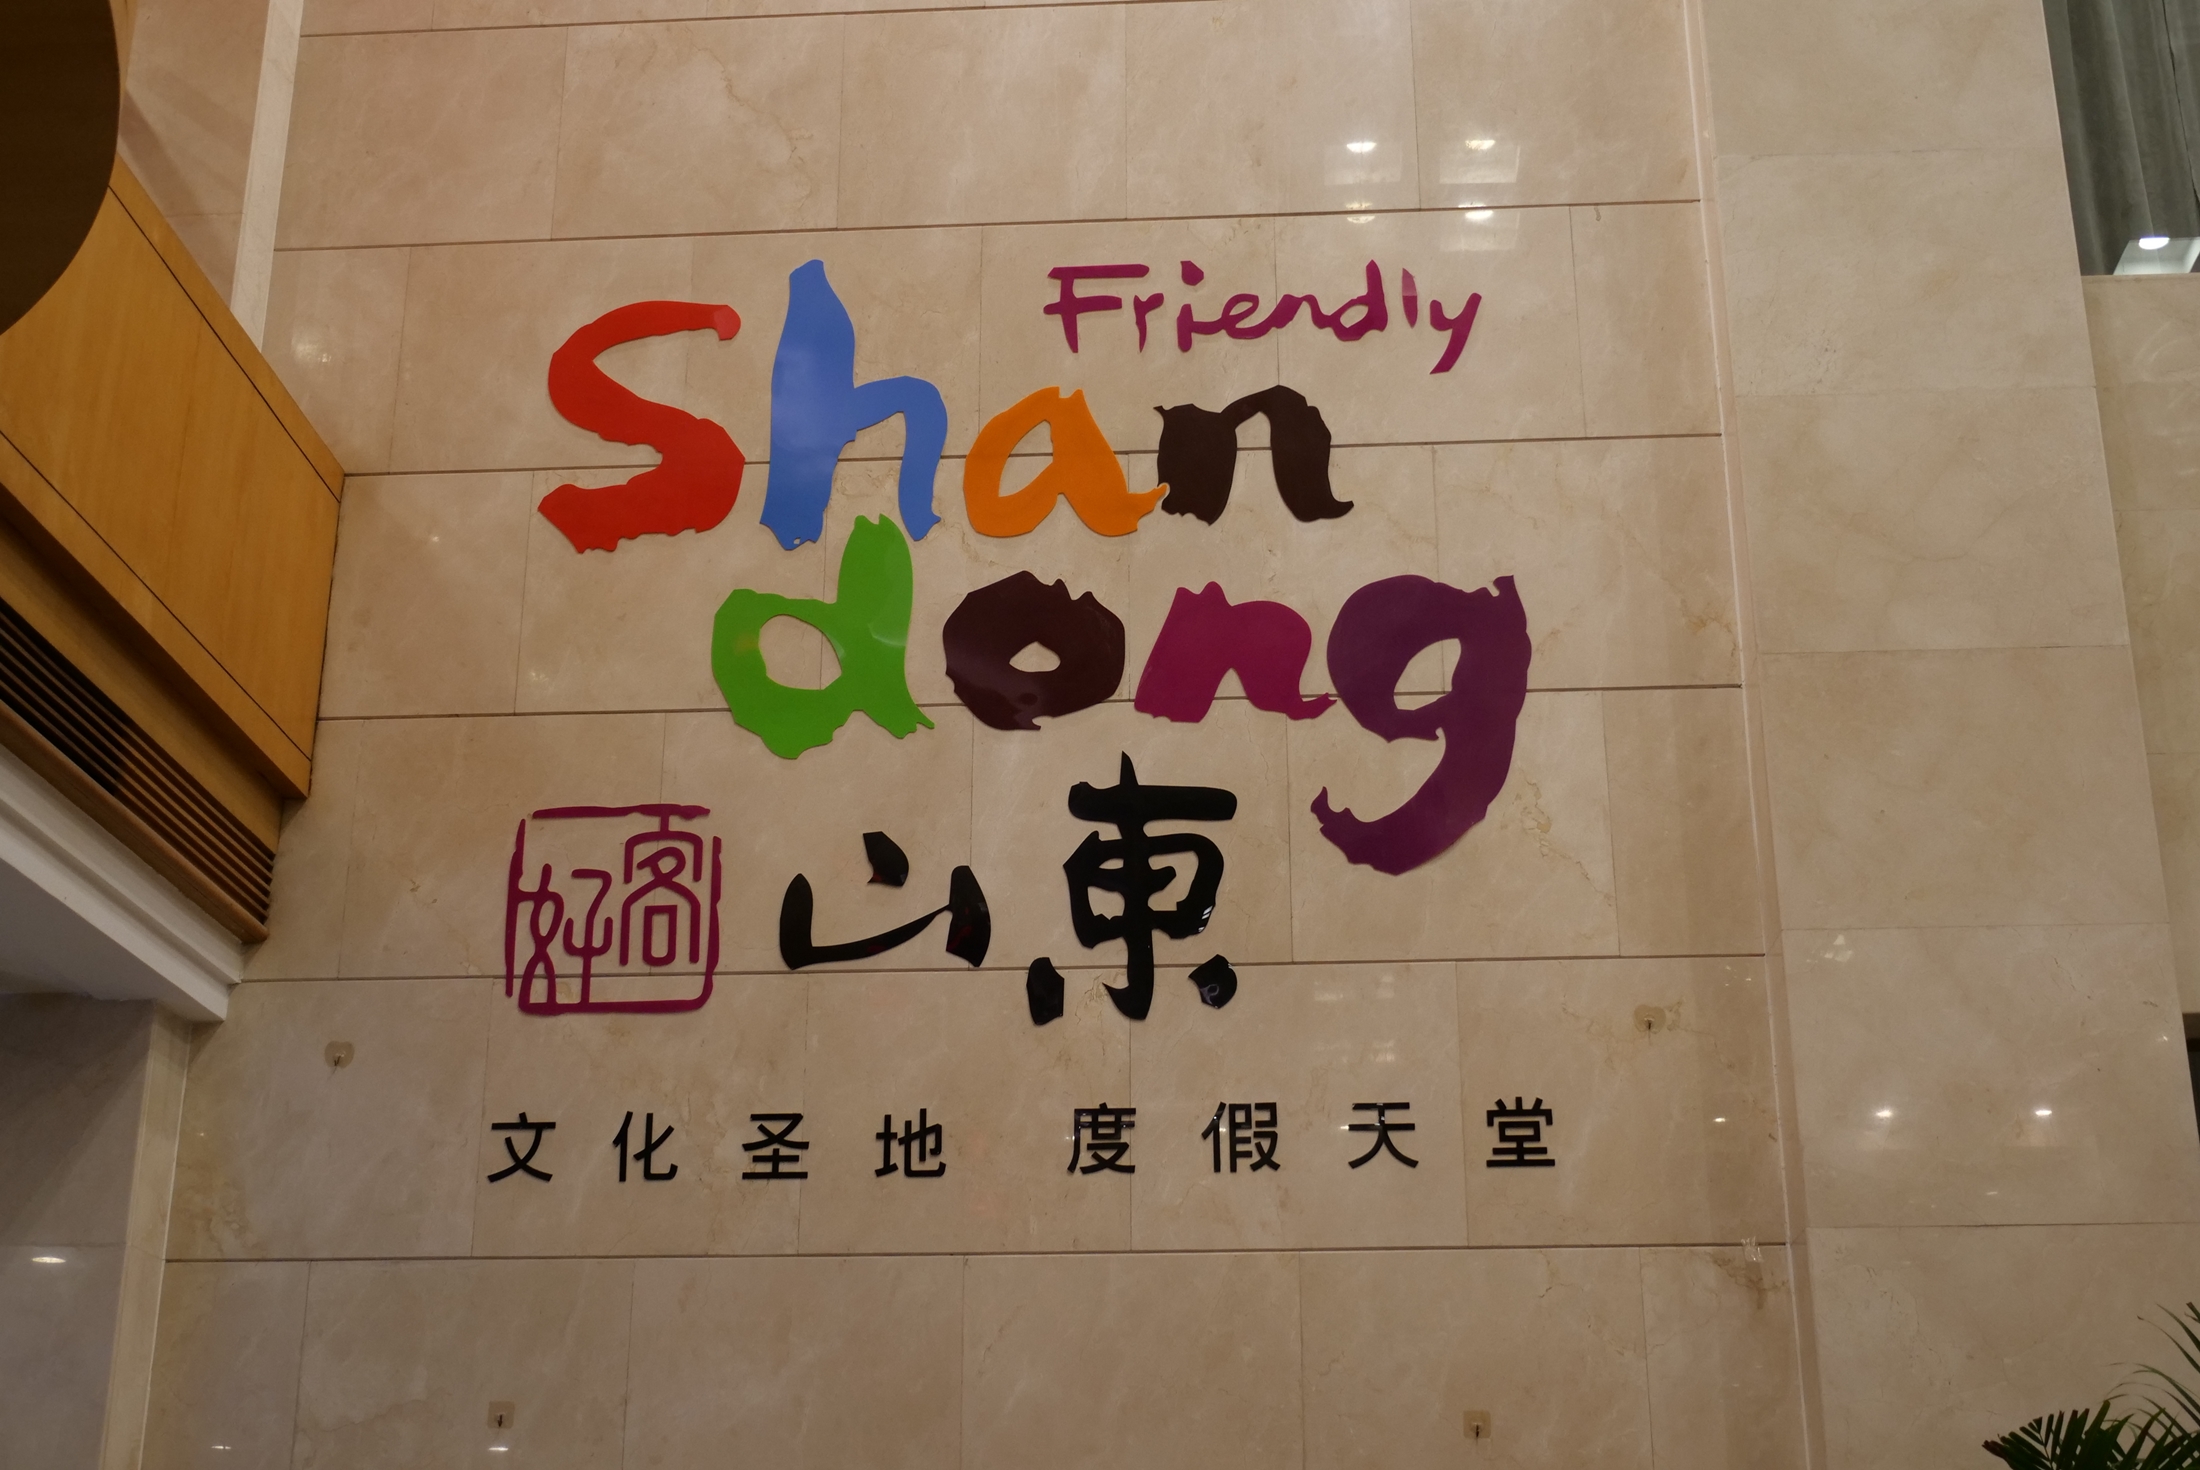 Friendly
Shan
dong
好客 山東
文化圣地 度假天堂